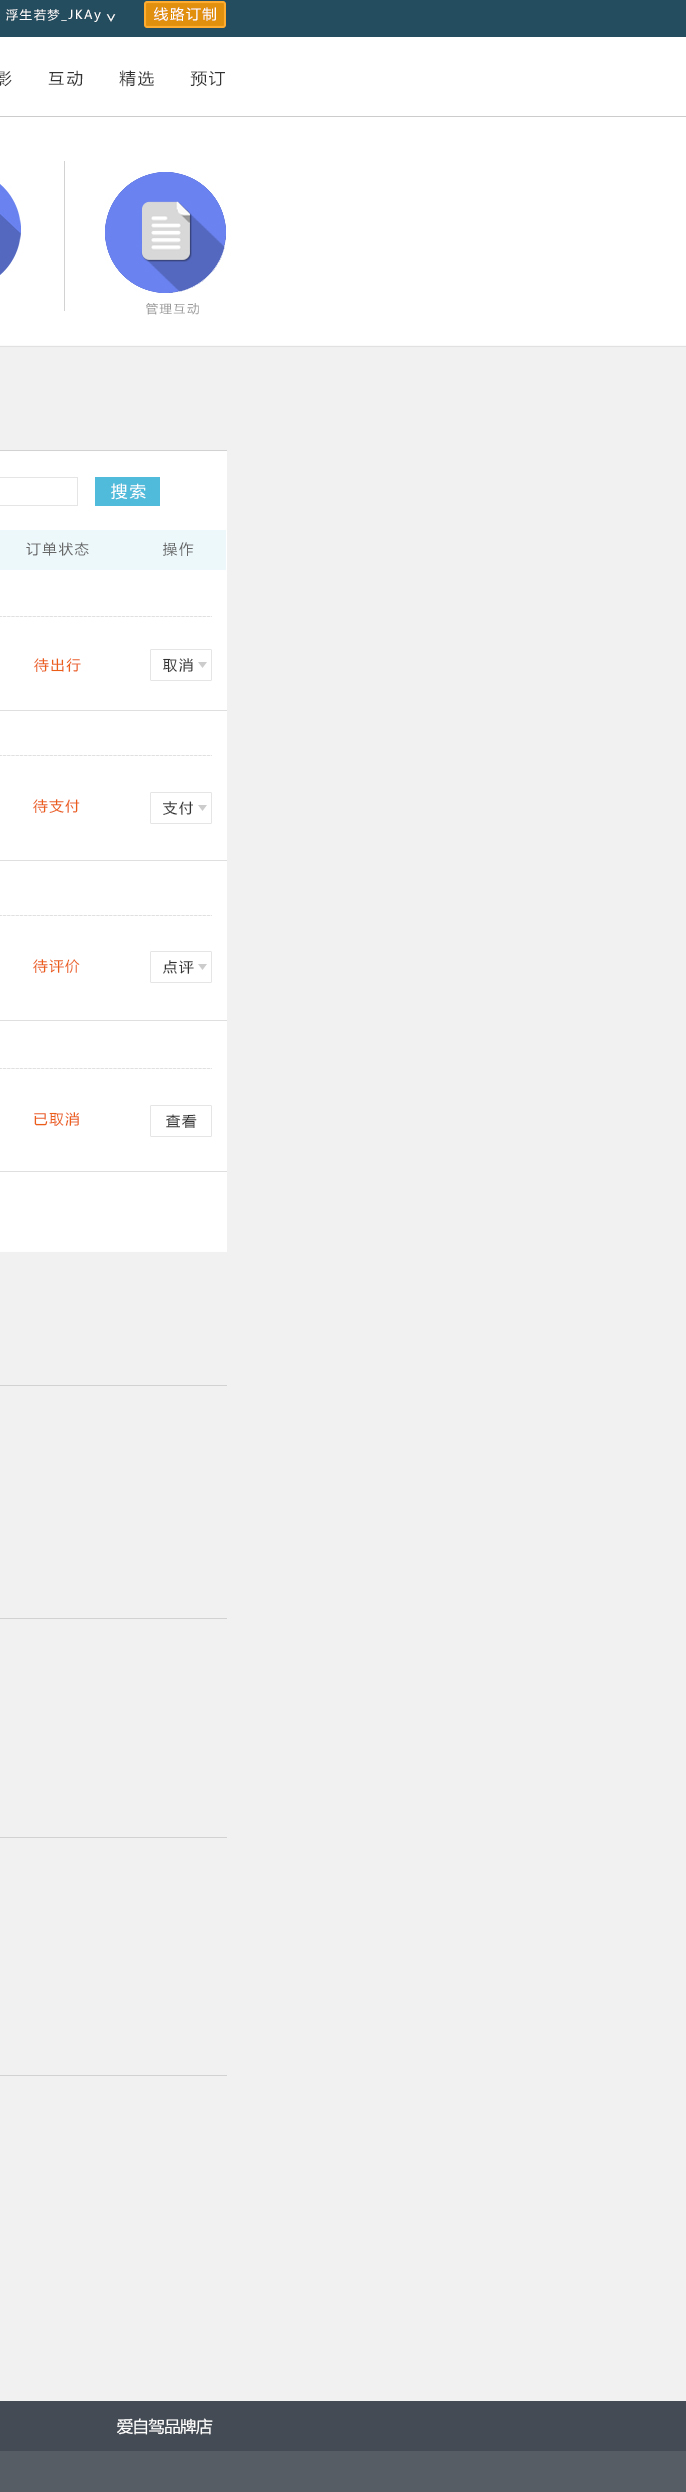 浮生若梦_JKAy 线路订制
影 互动 精选 预订
管理互动
搜索
订单状态 操作
待出行 取消
待支付 支付
待评价 点评
已取消 查看
爱自驾品牌店